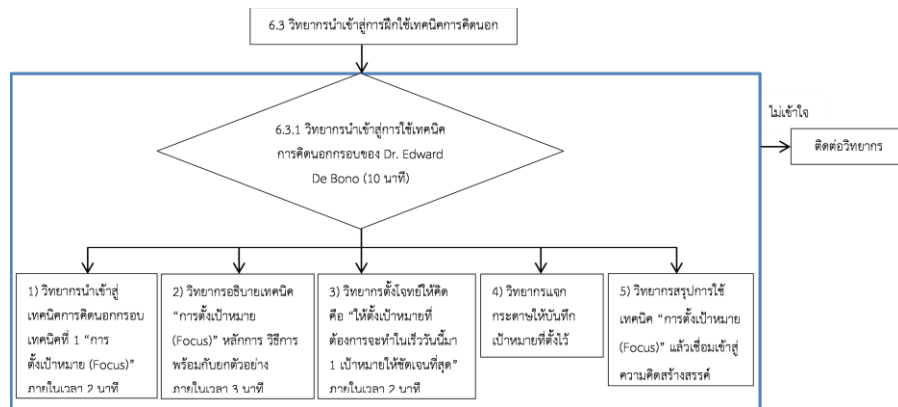 6.3 วิทยากรนำเข้าสู่การฝึกใช้เทคนิคการคิดนอก
6.3.1 วิทยากรนำเข้าสู่การใช้เทคนิค
การคิดนอกกรอบของ Dr. Edward
De Bono (10 นาที)
ไม่เข้าใจ
ติดต่อวิทยากร
1) วิทยากรนำเข้าสู่
เทคนิคการคิดนอกกรอบ
เทคนิคที่ 1 “การ
ตั้งเป้าหมาย (Focus)”
ภายในเวลา 2 นาที
2) วิทยากรอธิบายเทคนิค
“การตั้งเป้าหมาย
(Focus)” หลักการ วิธีการ
พร้อมกับยกตัวอย่าง
ภายในเวลา 3 นาที
3) วิทยากรตั้งโจทย์ให้คิด
คือ “ให้ตั้งเป้าหมายที่
ต้องการจะทำในเร็ววันนี้มา
1 เป้าหมายให้ชัดเจนที่สุด”
ภายในเวลา 2 นาที
4) วิทยากรแจก
กระดาษให้บันทึก
เป้าหมายที่ตั้งไว้
5) วิทยากรสรุปการใช้
เทคนิค “การตั้งเป้าหมาย
(Focus)” แล้วเชื่อมเข้าสู่
ความคิดสร้างสรรค์